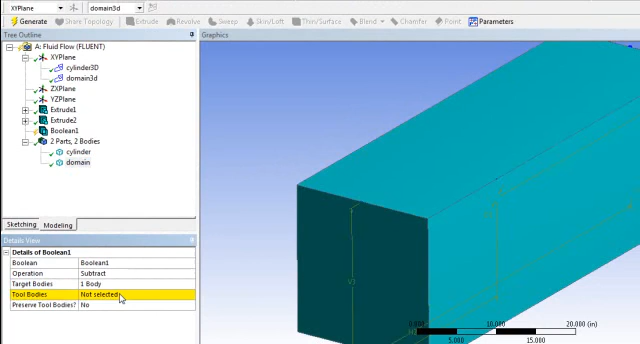 XYPlane domain3d
Generate Share Topology Extrude Revolve Sweep Skin/Loft Thin/Surface Blend Chamfer Point Parameters
Tree Outline Graphics
A: Fluid Flow (FLUENT)
XYPlane
cylinder3D
domain3d
ZXPlane
YZPlane
Extrude1
Extrude2
Boolean1
2 Parts, 2 Bodies
cylinder
domain
Sketching Modeling
Details View
Details of Boolean1
Boolean Boolean1
Operation Subtract
Target Bodies 1 Body
Tool Bodies Not selected
Preserve Tool Bodies? No
V3
0.000 10.000 20.000 (m)
5.000 15.000